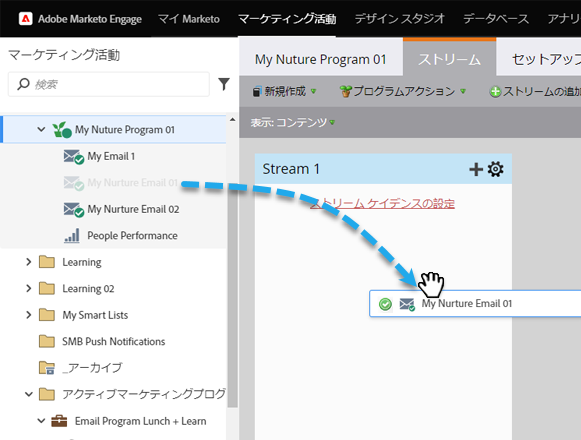 Adobe Marketo Engage マイ Marketo マーケティング活動 デザイン スタジオ データベース アナリ
マーケティング活動
検索
My Nuture Program 01 ストリーム セットアップ
新規作成 プログラムアクション ストリームの追加
表示: コンテンツ
My Nuture Program 01
My Email 1
My Nurture Email 01
My Nurture Email 02
People Performance
Learning
Learning 02
My Smart Lists
SMB Push Notifications
_アーカイブ
アクティブマーケティングプログ
Email Program Lunch + Learn
Stream 1
ストリーム ケイデンスの設定
My Nurture Email 01